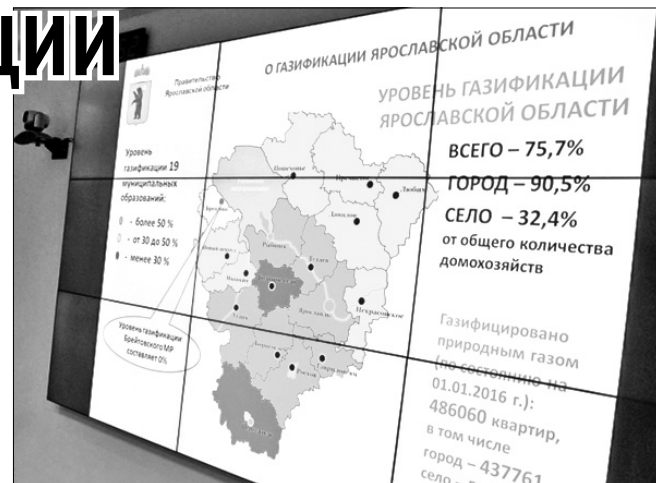 ЦИИ
О ГАЗИФИКАЦИИ ЯРОСЛАВСКОЙ ОБЛАСТИ
Правительство
Ярославской области
УРОВЕНЬ ГАЗИФИКАЦИИ
ЯРОСЛАВСКОЙ ОБЛАСТИ
ВСЕГО – 75,7%
ГОРОД – 90,5%
СЕЛО – 32,4%
от общего количества
домохозяйств
Уровень
газификации 19
муниципальных
образований:
- более 50 %
- от 30 до 50 %
- менее 30 %
Пошехонье
Любим
Данилов
Рыбинск
Тутаев
Некрасовское
Ярославль
Углич
Ростов
Уровень газификации
Брейтовского МР
составляет 0%
Газифицировано
природным газом
(по состоянию на
01.01.2016 г.):
486060 квартир,
в том числе
город – 437761
село –